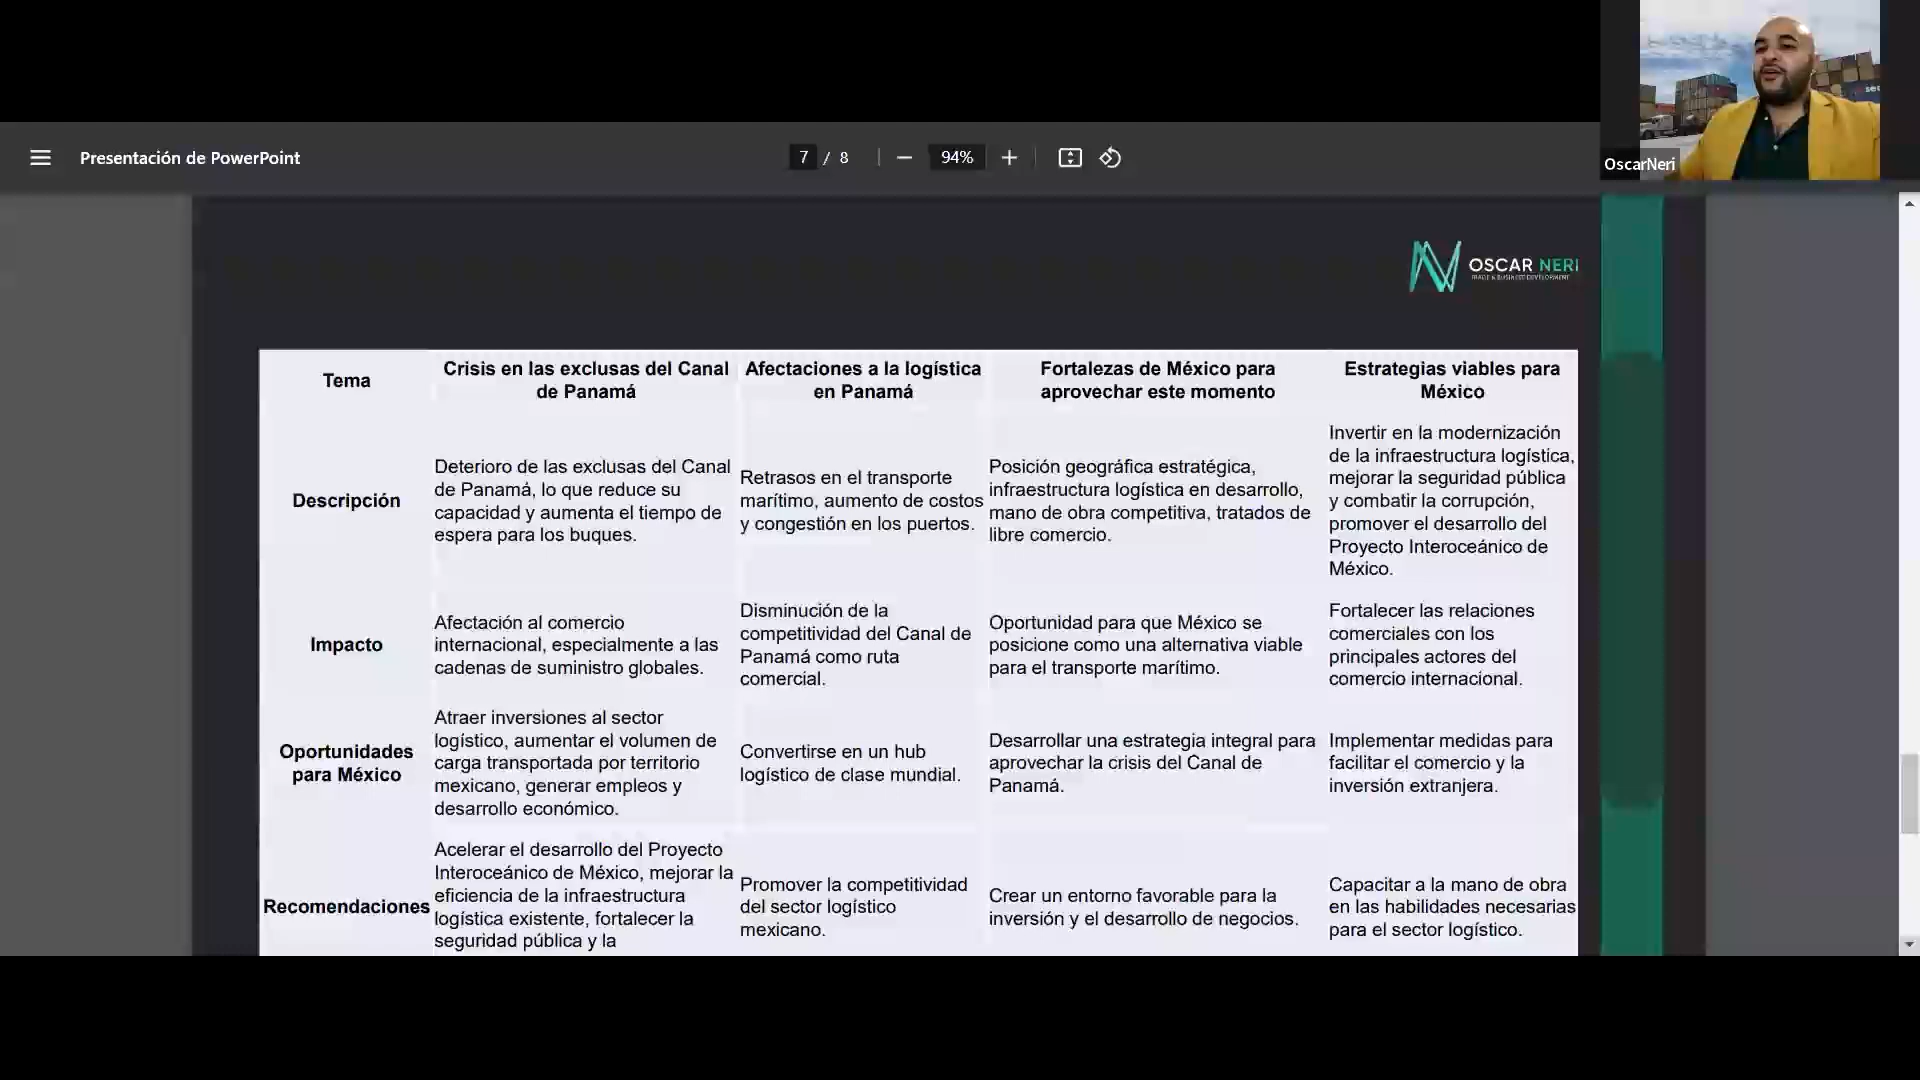 Presentación de PowerPoint
7 / 8
94%
OscarNeri
OSCAR NERI
TRADE & BUSINESS DEVELOPMENT
Tema
Crisis en las exclusas del Canal
de Panamá
Afectaciones a la logística
en Panamá
Fortalezas de México para
aprovechar este momento
Estrategias viables para
México
Descripción
Deterioro de las exclusas del Canal
de Panamá, lo que reduce su
capacidad y aumenta el tiempo de
espera para los buques.
Retrasos en el transporte
marítimo, aumento de costos
y congestión en los puertos.
Posición geográfica estratégica,
infraestructura logística en desarrollo,
mano de obra competitiva, tratados de
libre comercio.
Invertir en la modernización
de la infraestructura logística,
mejorar la seguridad pública
y combatir la corrupción,
promover el desarrollo del
Proyecto Interoceánico de
México.
Impacto
Afectación al comercio
internacional, especialmente a las
cadenas de suministro globales.
Disminución de la
competitividad del Canal de
Panamá como ruta
comercial.
Oportunidad para que México se
posicione como una alternativa viable
para el transporte marítimo.
Fortalecer las relaciones
comerciales con los
principales actores del
comercio internacional.
Oportunidades
para México
Atraer inversiones al sector
logístico, aumentar el volumen de
carga transportada por territorio
mexicano, generar empleos y
desarrollo económico.
Convertirse en un hub
logístico de clase mundial.
Desarrollar una estrategia integral para
aprovechar la crisis del Canal de
Panamá.
Implementar medidas para
facilitar el comercio y la
inversión extranjera.
Recomendaciones
Acelerar el desarrollo del Proyecto
Interoceánico de México, mejorar la
eficiencia de la infraestructura
logística existente, fortalecer la
seguridad pública y la
Promover la competitividad
del sector logístico
mexicano.
Crear un entorno favorable para la
inversión y el desarrollo de negocios.
Capacitar a la mano de obra
en las habilidades necesarias
para el sector logístico.